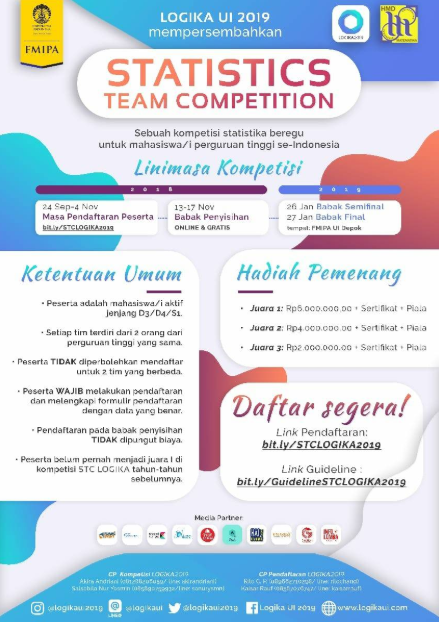 FMIPA
LOGIKA UI 2019
mempersembahkan
STATISTICS
TEAM COMPETITION
Sebuah kompetisi statistika beregu
untuk mahasiswa/i perguruan tinggi se-Indonesia
Linimasa Kompetisi
2018
2019
24 Sep-4 Nov
Masa Pendaftaran Peserta
bit.ly/STCLOGIKA2019
13-17 Nov
Babak Penyisihan
ONLINE & GRATIS
26 Jan Babak Semifinal
27 Jan Babak Final
tempat: FMIPA UI Depok
Ketentuan Umum
• Peserta adalah mahasiswa/i aktif
jenjang D3/D4/S1.
• Setiap tim terdiri dari 2 orang dari
perguruan tinggi yang sama.
• Peserta TIDAK diperbolehkan mendaftar
untuk 2 tim yang berbeda.
• Peserta WAJIB melakukan pendaftaran
dan melengkapi formulir pendaftaran
dengan data yang benar.
• Pendaftaran pada babak penyisihan
TIDAK dipungut biaya.
• Peserta belum pernah menjadi juara I di
kompetisi STC LOGIKA tahun-tahun
sebelumnya.
Hadiah Pemenang
• Juara 1: Rp6.000.000,00 + Sertifikat + Piala
• Juara 2: Rp4.000.000,00 + Sertifikat + Piala
• Juara 3: Rp2.000.000,00 + Sertifikat + Piala
Daftar segera!
Link Pendaftaran:
bit.ly/STCLOGIKA2019
Link Guideline :
bit.ly/GuidelineSTCLOGIKA2019
Media Partner
CP Kompetisi LOGIKA2019
CP Pendaftaran LOGIKA2019
@logikaui2019
@logikaui
@logikaui2019
Logika UI 2019
www.logikaui.com